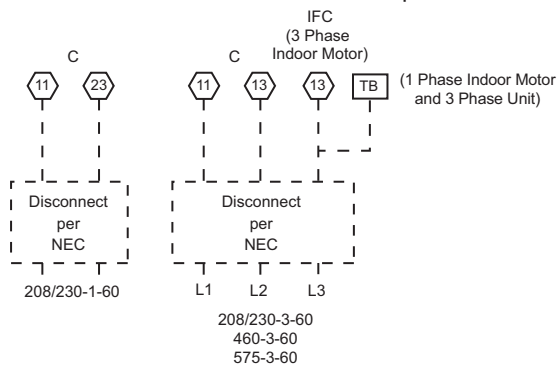 IFC
(3 Phase
Indoor Motor)
C
C
11
23
11
13
13
TB
(1 Phase Indoor Motor
and 3 Phase Unit)
Disconnect
per
NEC
Disconnect
per
NEC
208/230-1-60
L1
L2
L3
208/230-3-60
460-3-60
575-3-60